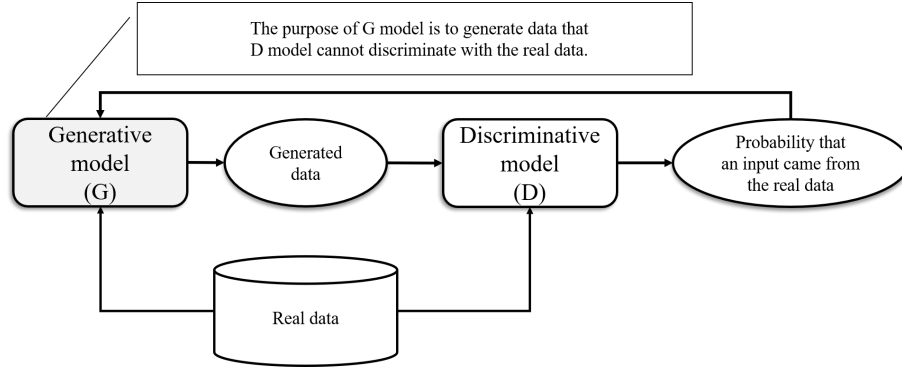 The purpose of G model is to generate data that
D model cannot discriminate with the real data.
Generative
model
(G)
Generated
data
Discriminative
model
(D)
Probability that
an input came from
the real data
Real data